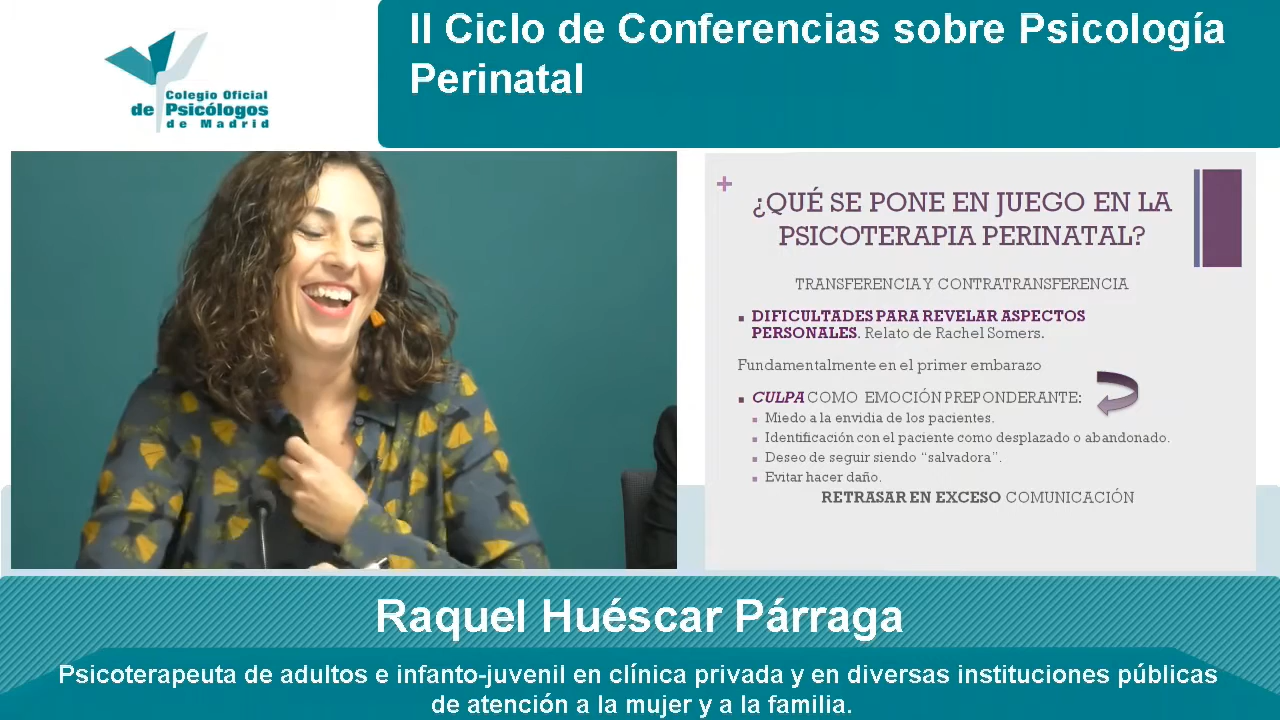 II Ciclo de Conferencias sobre Psicología
Perinatal
Colegio Oficial
de Psicólogos
de Madrid
+
¿QUÉ SE PONE EN JUEGO EN LA
PSICOTERAPIA PERINATAL?
TRANSFERENCIA Y CONTRATRANSFERENCIA
▪ DIFICULTADES PARA REVELAR ASPECTOS
PERSONALES. Relato de Rachel Somers.
Fundamentalmente en el primer embarazo
▪ CULPA COMO EMOCIÓN PREPONDERANTE:
▪ Miedo a la envidia de los pacientes.
▪ Identificación con el paciente como desplazado o abandonado.
▪ Deseo de seguir siendo “salvadora”.
▪ Evitar hacer daño.
RETRASAR EN EXCESO COMUNICACIÓN
Raquel Huéscar Párraga
Psicoterapeuta de adultos e infanto-juvenil en clínica privada y en diversas instituciones públicas
de atención a la mujer y a la familia.